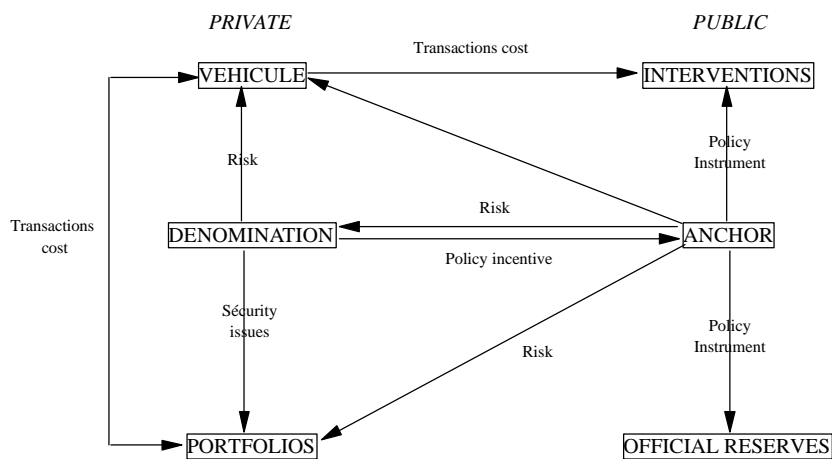 PRIVATE
PUBLIC
Transactions cost
VEHICULE
INTERVENTIONS
Risk
Policy
Instrument
Transactions
cost
Risk
DENOMINATION
ANCHOR
Policy incentive
Sécurity
issues
Risk
Policy
Instrument
PORTFOLIOS
OFFICIAL RESERVES